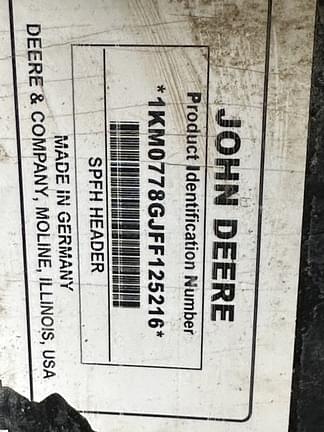 JOHN DEERE
Product Identification Number
*1KM0778GJFF125216*
SPFH HEADER
MADE IN GERMANY
DEERE & COMPANY, MOLINE, ILLINOIS, USA